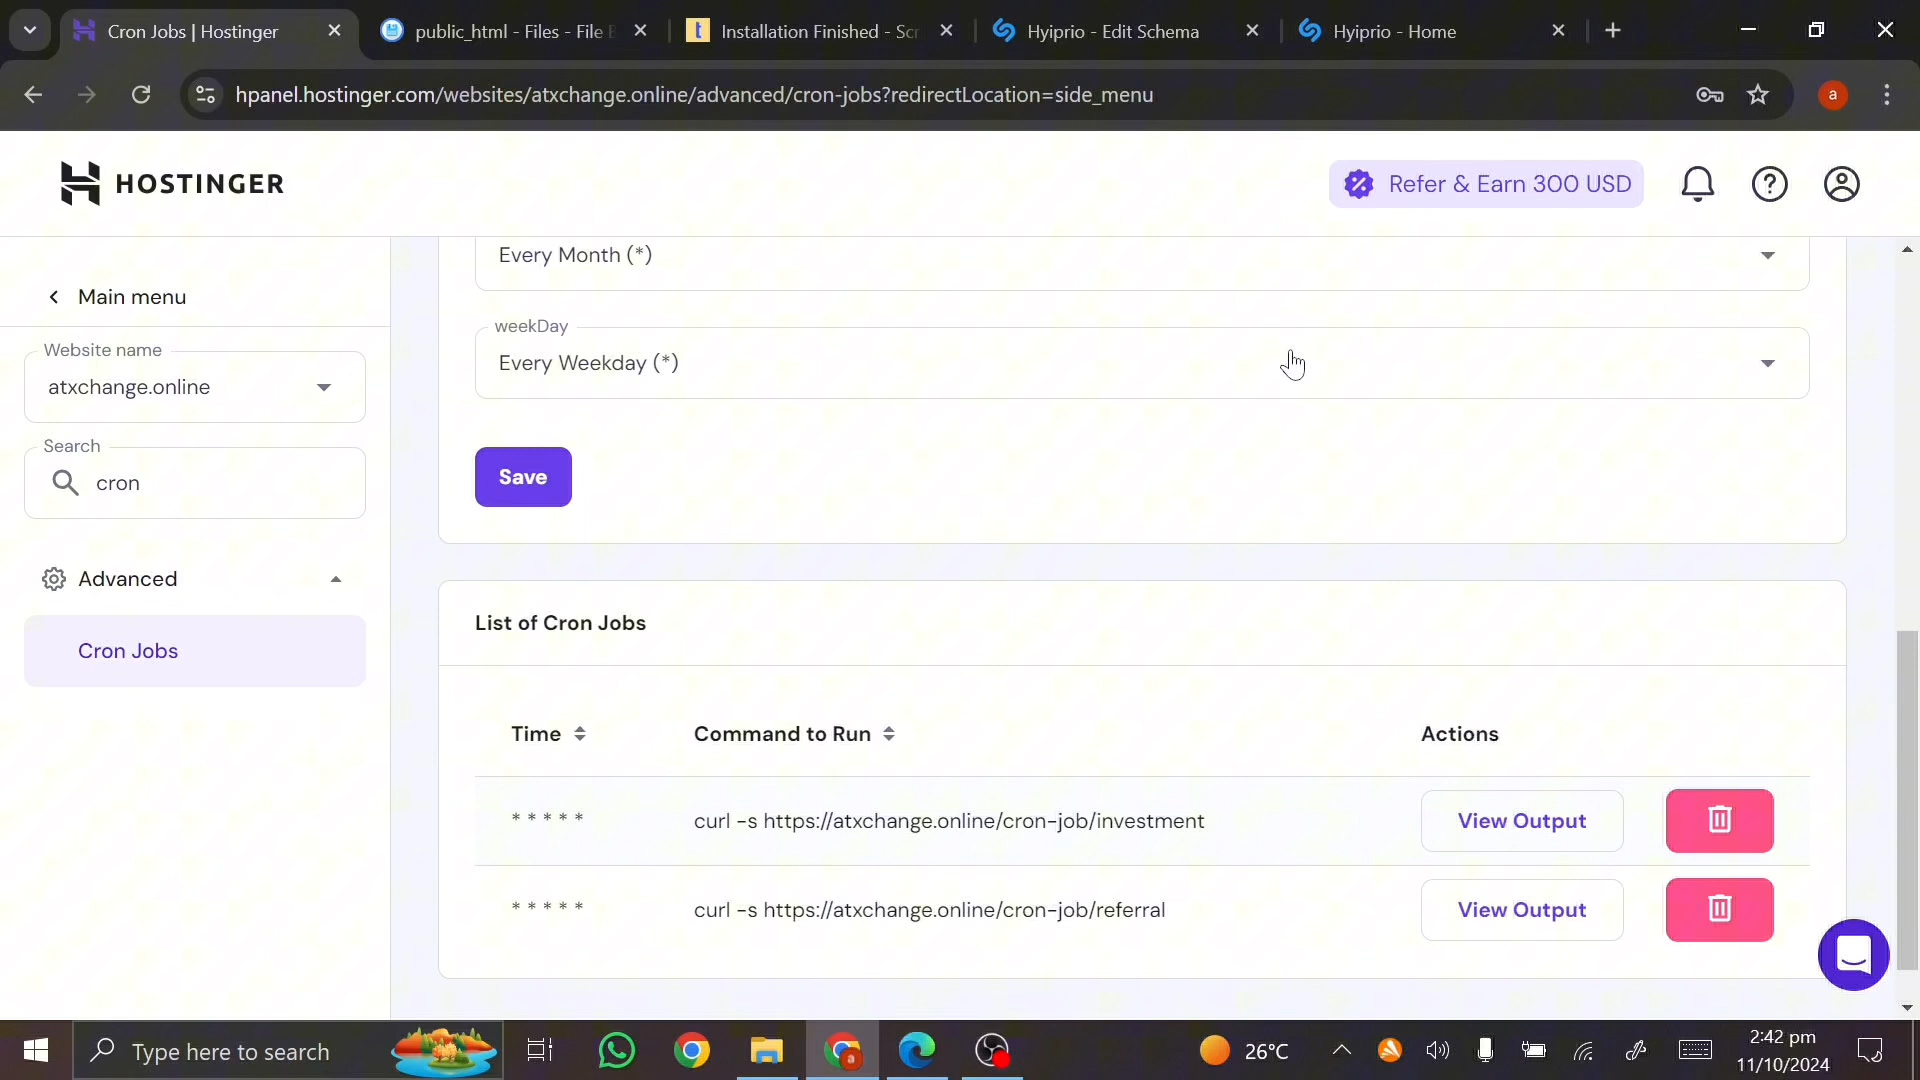 Cron Jobs | Hostinger
public_html - Files - File
Installation Finished - Scr
Hyiprio - Edit Schema
Hyiprio - Home
hpanel.hostinger.com/websites/atxchange.online/advanced/cron-jobs?redirectLocation=side_menu
a
HOSTINGER
Refer & Earn 300 USD
Main menu
Website name
atxchange.online
Search
cron
Advanced
Cron Jobs
Every Month (*)
weekDay
Every Weekday (*)
Save
List of Cron Jobs
Time Command to Run Actions
* * * * * curl -s https://atxchange.online/cron-job/investment View Output
* * * * * curl -s https://atxchange.online/cron-job/referral View Output
Type here to search
26°C
2:42 pm
11/10/2024